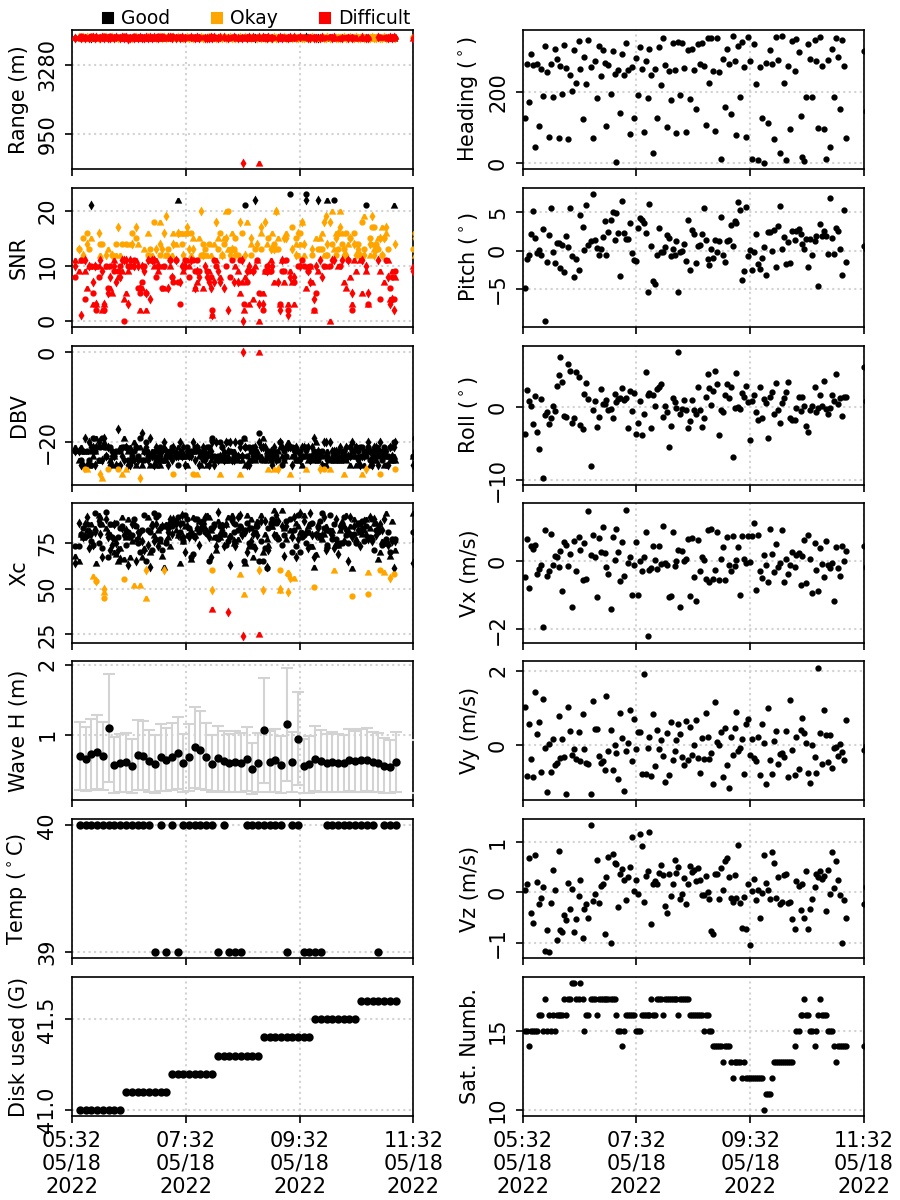 Good Okay Difficult
Range (m)
3280
950
Heading (°)
200
0
SNR
20
10
0
Pitch (°)
5
0
−5
DBV
0
−20
Roll (°)
0
−10
Xc
75
50
25
Vx (m/s)
0
−2
Wave H (m)
2
1
Vy (m/s)
2
0
Temp (°C)
40
39
Vz (m/s)
1
0
−1
Disk used (G)
41.5
41.0
Sat. Numb.
15
10
05:32 07:32 09:32 11:32 05:32 07:32 09:32 11:32
05/18 05/18 05/18 05/18 05/18 05/18 05/18 05/18
2022 2022 2022 2022 2022 2022 2022 2022